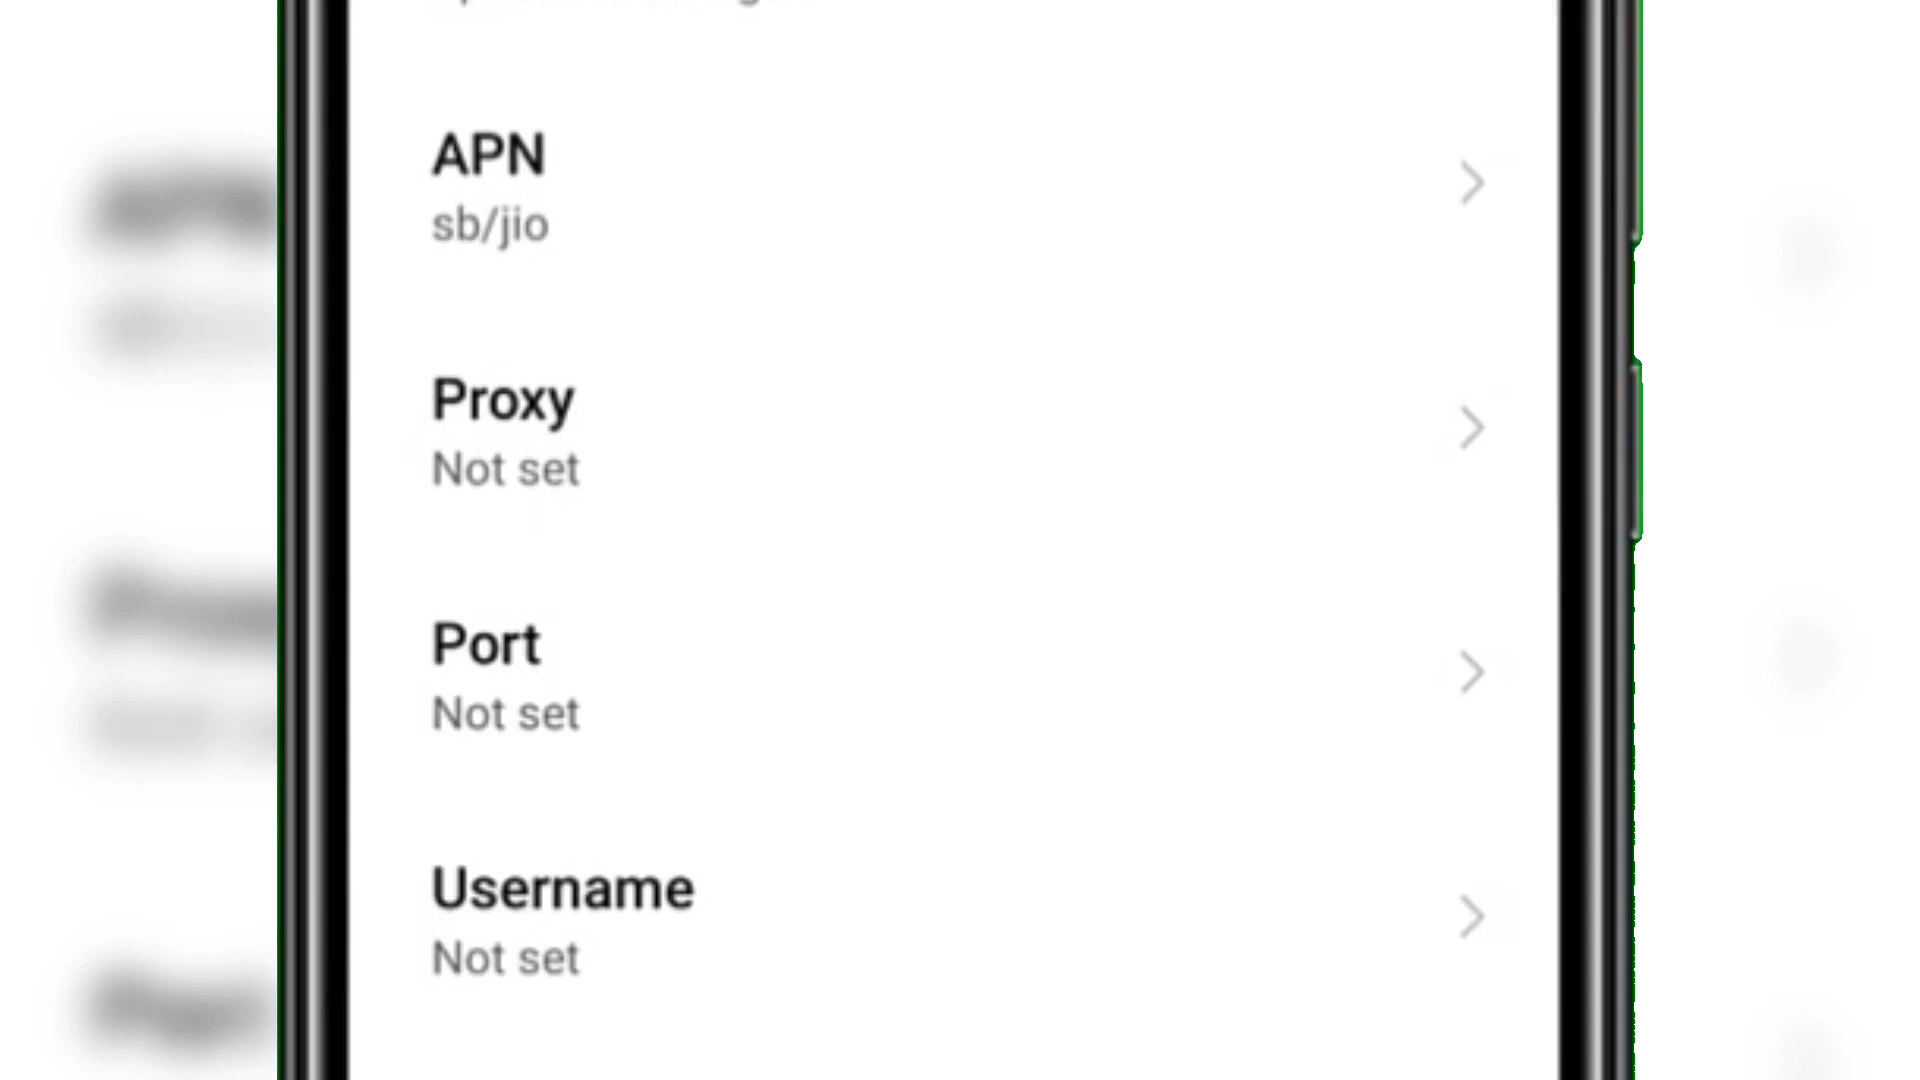 APN
sb/jio
Proxy
Not set
Port
Not set
Username
Not set